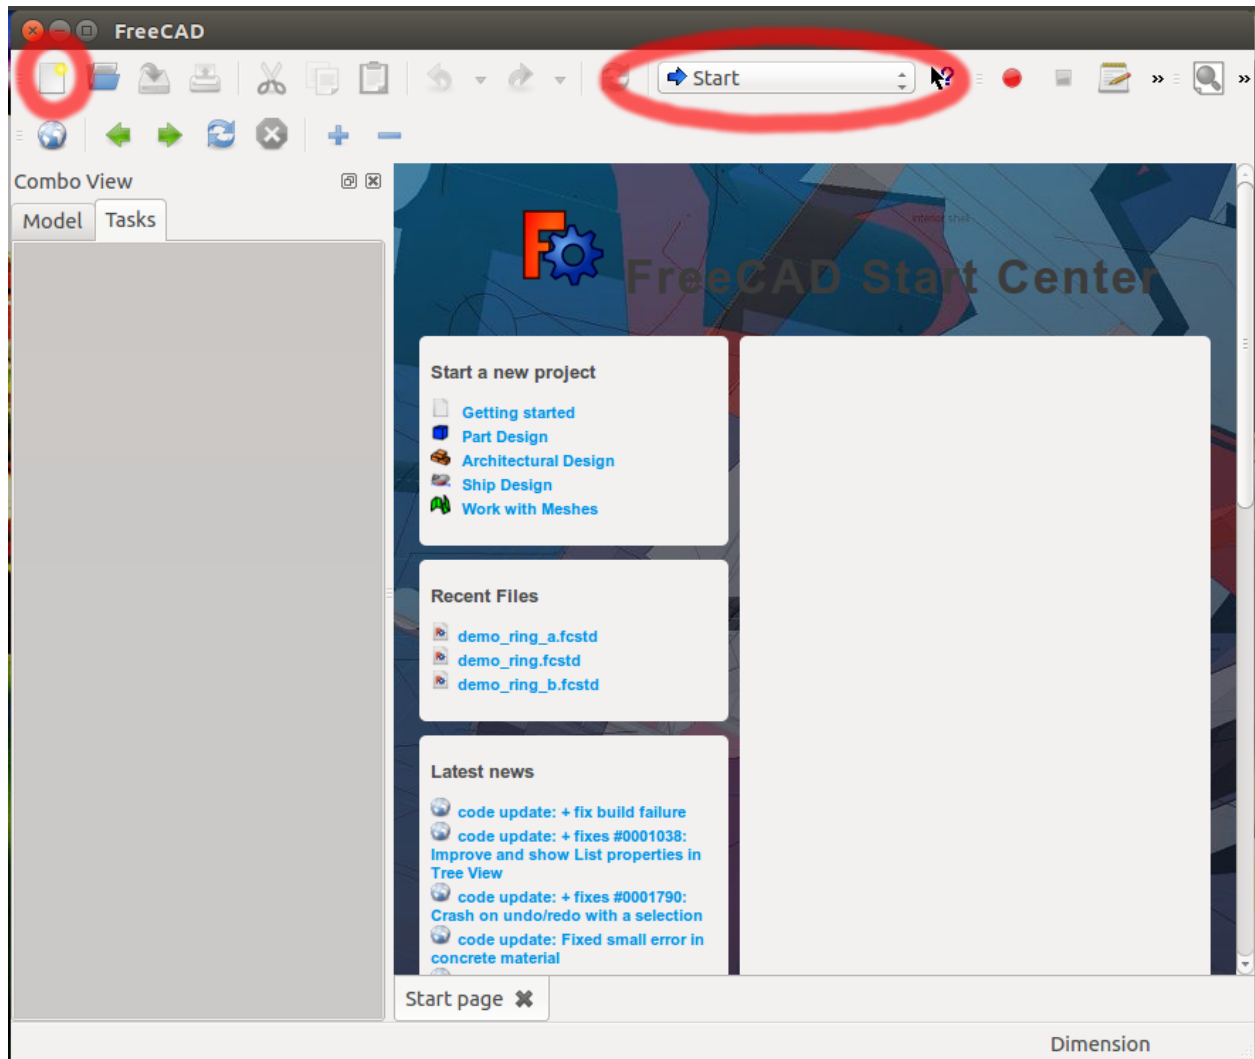 FreeCAD
Start
»
»
Combo View
Model
Tasks
interior shell
FreeCAD Start Center
Start a new project
Getting started
Part Design
Architectural Design
Ship Design
Work with Meshes
Recent Files
demo_ring_a.fcstd
demo_ring.fcstd
demo_ring_b.fcstd
Latest news
code update: + fix build failure
code update: + fixes #0001038:
Improve and show List properties in
Tree View
code update: + fixes #0001790:
Crash on undo/redo with a selection
code update: Fixed small error in
concrete material
Start page
Dimension